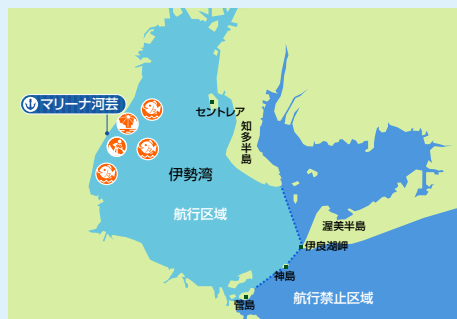 マリーナ河芸
セントレア
知多半島
伊勢湾
航行区域
渥美半島
伊良湖岬
神島
航行禁止区域
菅島